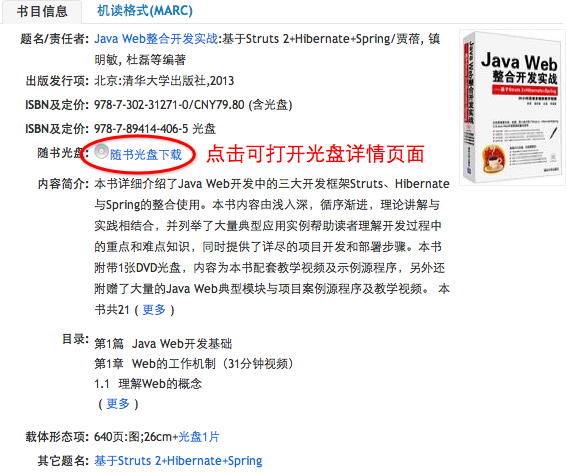 书目信息 机读格式(MARC)
题名/责任者: Java Web整合开发实战:基于Struts 2+Hibernate+Spring/贾蓓, 镇
明敏, 杜磊等编著
出版发行项: 北京:清华大学出版社,2013
ISBN及定价: 978-7-302-31271-0/CNY79.80 (含光盘)
ISBN及定价: 978-7-89414-406-5 光盘
随书光盘: 随书光盘下载 点击可打开光盘详情页面
内容简介: 本书详细介绍了Java Web开发中的三大开发框架Struts、Hibernate
与Spring的整合使用。本书内容由浅入深，循序渐进，理论讲解与
实践相结合，并列举了大量典型应用实例帮助读者理解开发过程中
的重点和难点知识，同时提供了详尽的项目开发和部署步骤。本书
附带1张DVD光盘，内容为本书配套教学视频及示例源程序，另外还
附赠了大量的Java Web典型模块与项目案例源程序及教学视频。 本
书共21 ( 更多 )
目录: 第1篇 Java Web开发基础
第1章 Web的工作机制（31分钟视频）
1.1 理解Web的概念
( 更多 )
载体形态项: 640页:图;26cm+光盘1片
其它题名: 基于Struts 2+Hibernate+Spring
Java Web
整合开发实战